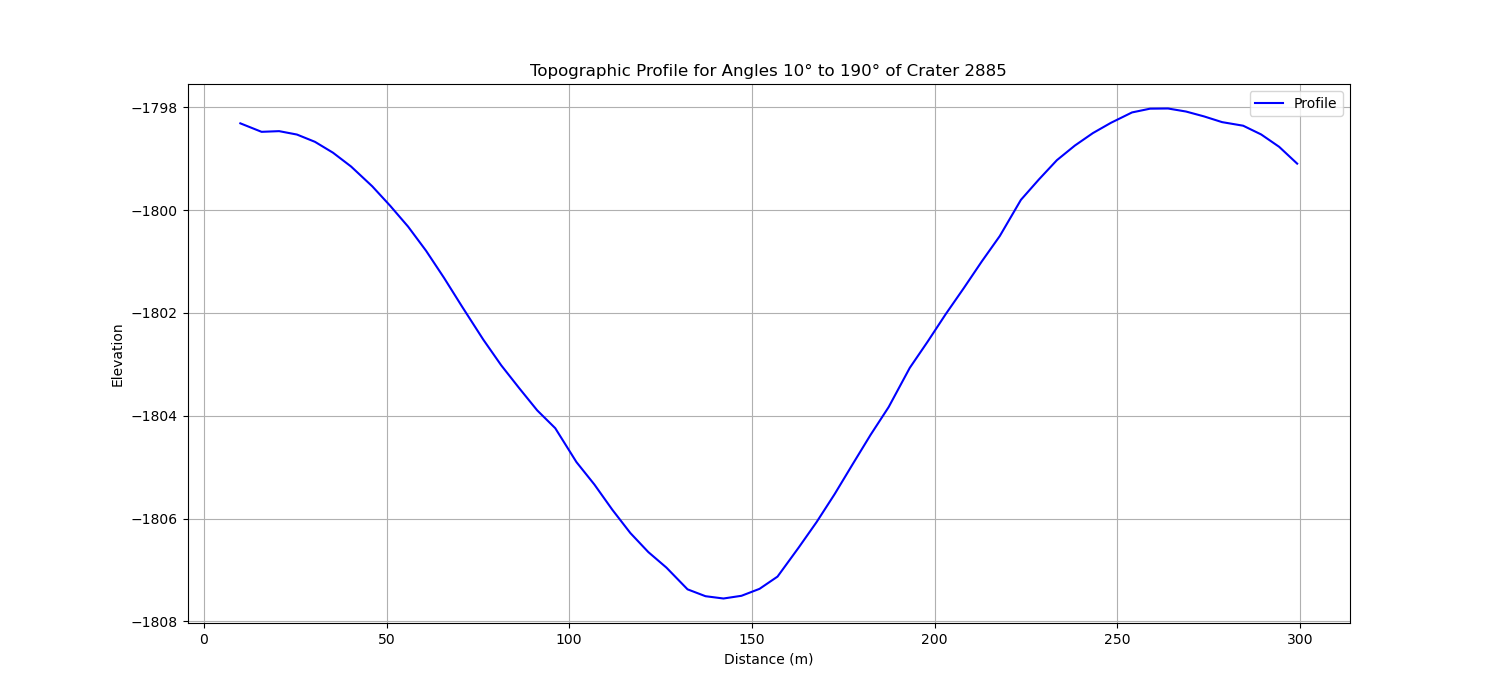 Topographic Profile for Angles 10° to 190° of Crater 2885
Profile
−1798
−1800
−1802
−1804
−1806
−1808
Elevation
0 50 100 150 200 250 300
Distance (m)